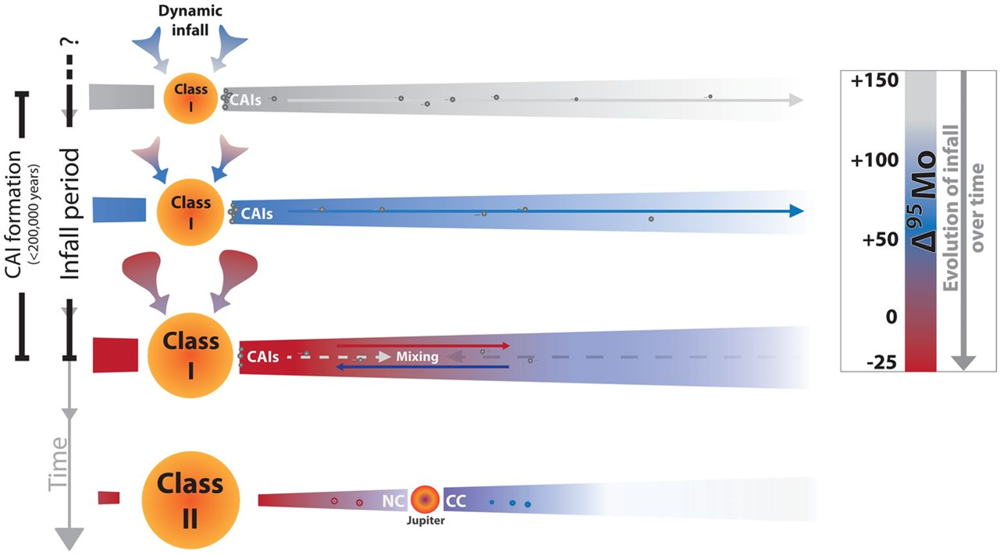 Dynamic
infall
?
Class
I
CAIs
CAI formation
(<200,000 years)
Infall period
Class
I
CAIs
Class
I
CAIs
Mixing
Time
Class
II
NC
CC
Jupiter
+150
+100
+50
0
-25
Δ95Mo
Evolution of infall
over time